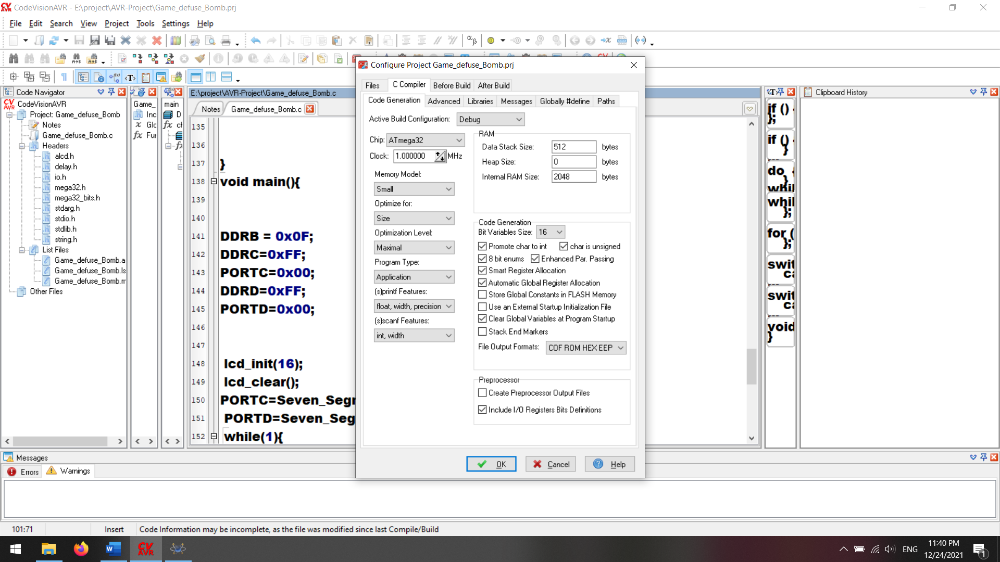 CodeVisionAVR - E:\project\AVR-Project\Game_defuse_Bomb.prj
File Edit Search View Project Tools Settings Help
Code Navigator
CodeVisionAVR
Project: Game_defuse_Bomb
Notes
Game_defuse_Bomb.c
Headers
alcd.h
delay.h
io.h
mega32.h
mega32_bits.h
stdarg.h
stdio.h
stdlib.h
string.h
List Files
Game_defuse_Bomb.a
Game_defuse_Bomb.ls
Game_defuse_Bomb.m
Other Files
Game_
Inc
Glo
Fur
main
D
E:\project\AVR-Project\Game_defuse_Bomb.c
Notes Game_defuse_Bomb.c
135
136
137 }
138 void main(){
139
140
141 DDRB = 0x0F;
142 DDRC=0xFF;
143 PORTC=0x00;
144 DDRD=0xFF;
145 PORTD=0x00;
146
147
148 lcd_init(16);
149 lcd_clear();
150 PORTC=Seven_Segr
151 PORTD=Seven_Seg
152 while(1){
Configure Project Game_defuse_Bomb.prj
Files C Compiler Before Build After Build
Code Generation Advanced Libraries Messages Globally #define Paths
Active Build Configuration: Debug
Chip: ATmega32
Clock: 1.000000 MHz
Memory Model:
Small
Optimize for:
Size
Optimization Level:
Maximal
Program Type:
Application
(s)printf Features:
float, width, precision
(s)scanf Features:
int, width
RAM
Data Stack Size: 512 bytes
Heap Size: 0 bytes
Internal RAM Size: 2048 bytes
Code Generation
Bit Variables Size: 16
Promote char to int char is unsigned
8 bit enums Enhanced Par. Passing
Smart Register Allocation
Automatic Global Register Allocation
Store Global Constants in FLASH Memory
Use an External Startup Initialization File
Clear Global Variables at Program Startup
Stack End Markers
File Output Formats: COF ROM HEX EEP
Preprocessor
Create Preprocessor Output Files
Include I/O Registers Bits Definitions
OK Cancel Help
if ()
};
if ()
}
do {
}
whil
whil
};
for (
};
swit
ca
swit
ca
void
}
Clipboard History
Messages
Errors Warnings
101:71 Insert Code Information may be incomplete, as the file was modified since last Compile/Build
ENG
11:40 PM
12/24/2021
1